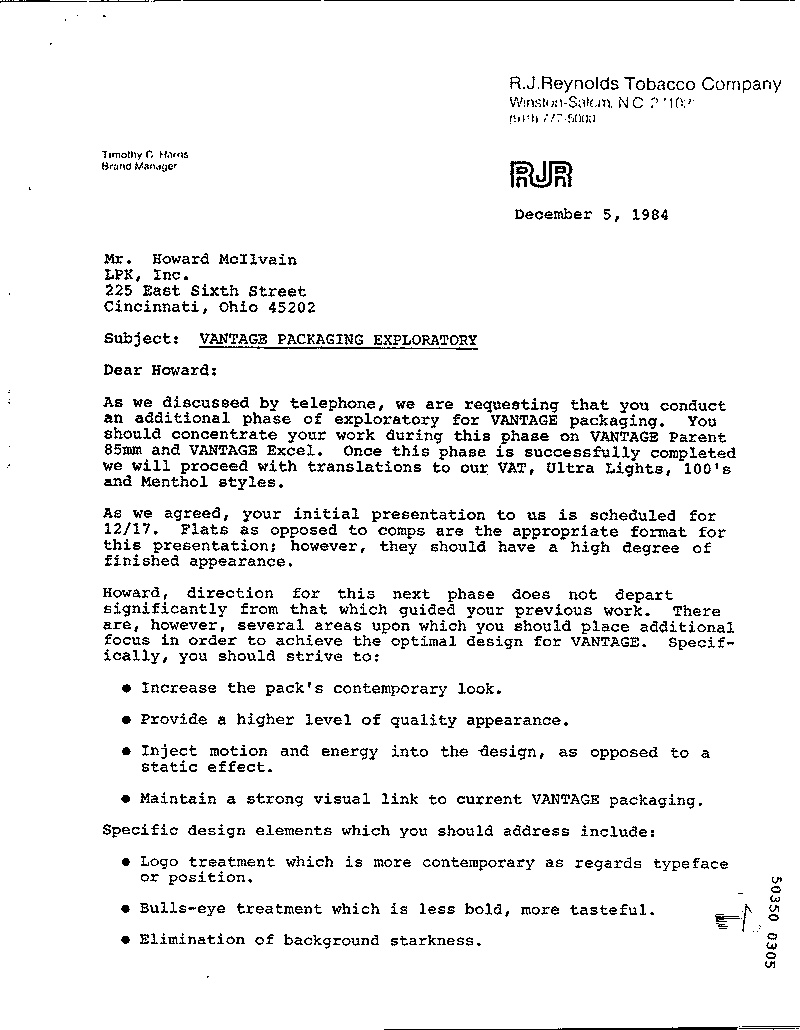 R.J.Reynolds Tobacco Company
Winston-Salem, N.C.
Timothy C. Harris
Brand Manager
RJR
December 5, 1984
Mr. Howard McIlvain
LPK, Inc.
225 East Sixth Street
Cincinnati, Ohio 45202
Subject: VANTAGE PACKAGING EXPLORATORY
Dear Howard:
As we discussed by telephone, we are requesting that you conduct
an additional phase of exploratory for VANTAGE packaging. You
should concentrate your work during this phase on VANTAGE Parent
85mm and VANTAGE Excel. Once this phase is successfully completed
we will proceed with translations to our VAT, Ultra Lights, 100's
and Menthol styles.
As we agreed, your initial presentation to us is scheduled for
12/17. Flats as opposed to comps are the appropriate format for
this presentation; however, they should have a high degree of
finished appearance.
Howard, direction for this next phase does not depart
significantly from that which guided your previous work. There
are, however, several areas upon which you should place additional
focus in order to achieve the optimal design for VANTAGE. Specif-
ically, you should strive to:
● Increase the pack's contemporary look.
● Provide a higher level of quality appearance.
● Inject motion and energy into the design, as opposed to a
static effect.
● Maintain a strong visual link to current VANTAGE packaging.
Specific design elements which you should address include:
● Logo treatment which is more contemporary as regards typeface
or position.
● Bulls-eye treatment which is less bold, more tasteful.
● Elimination of background starkness.
50350 0305